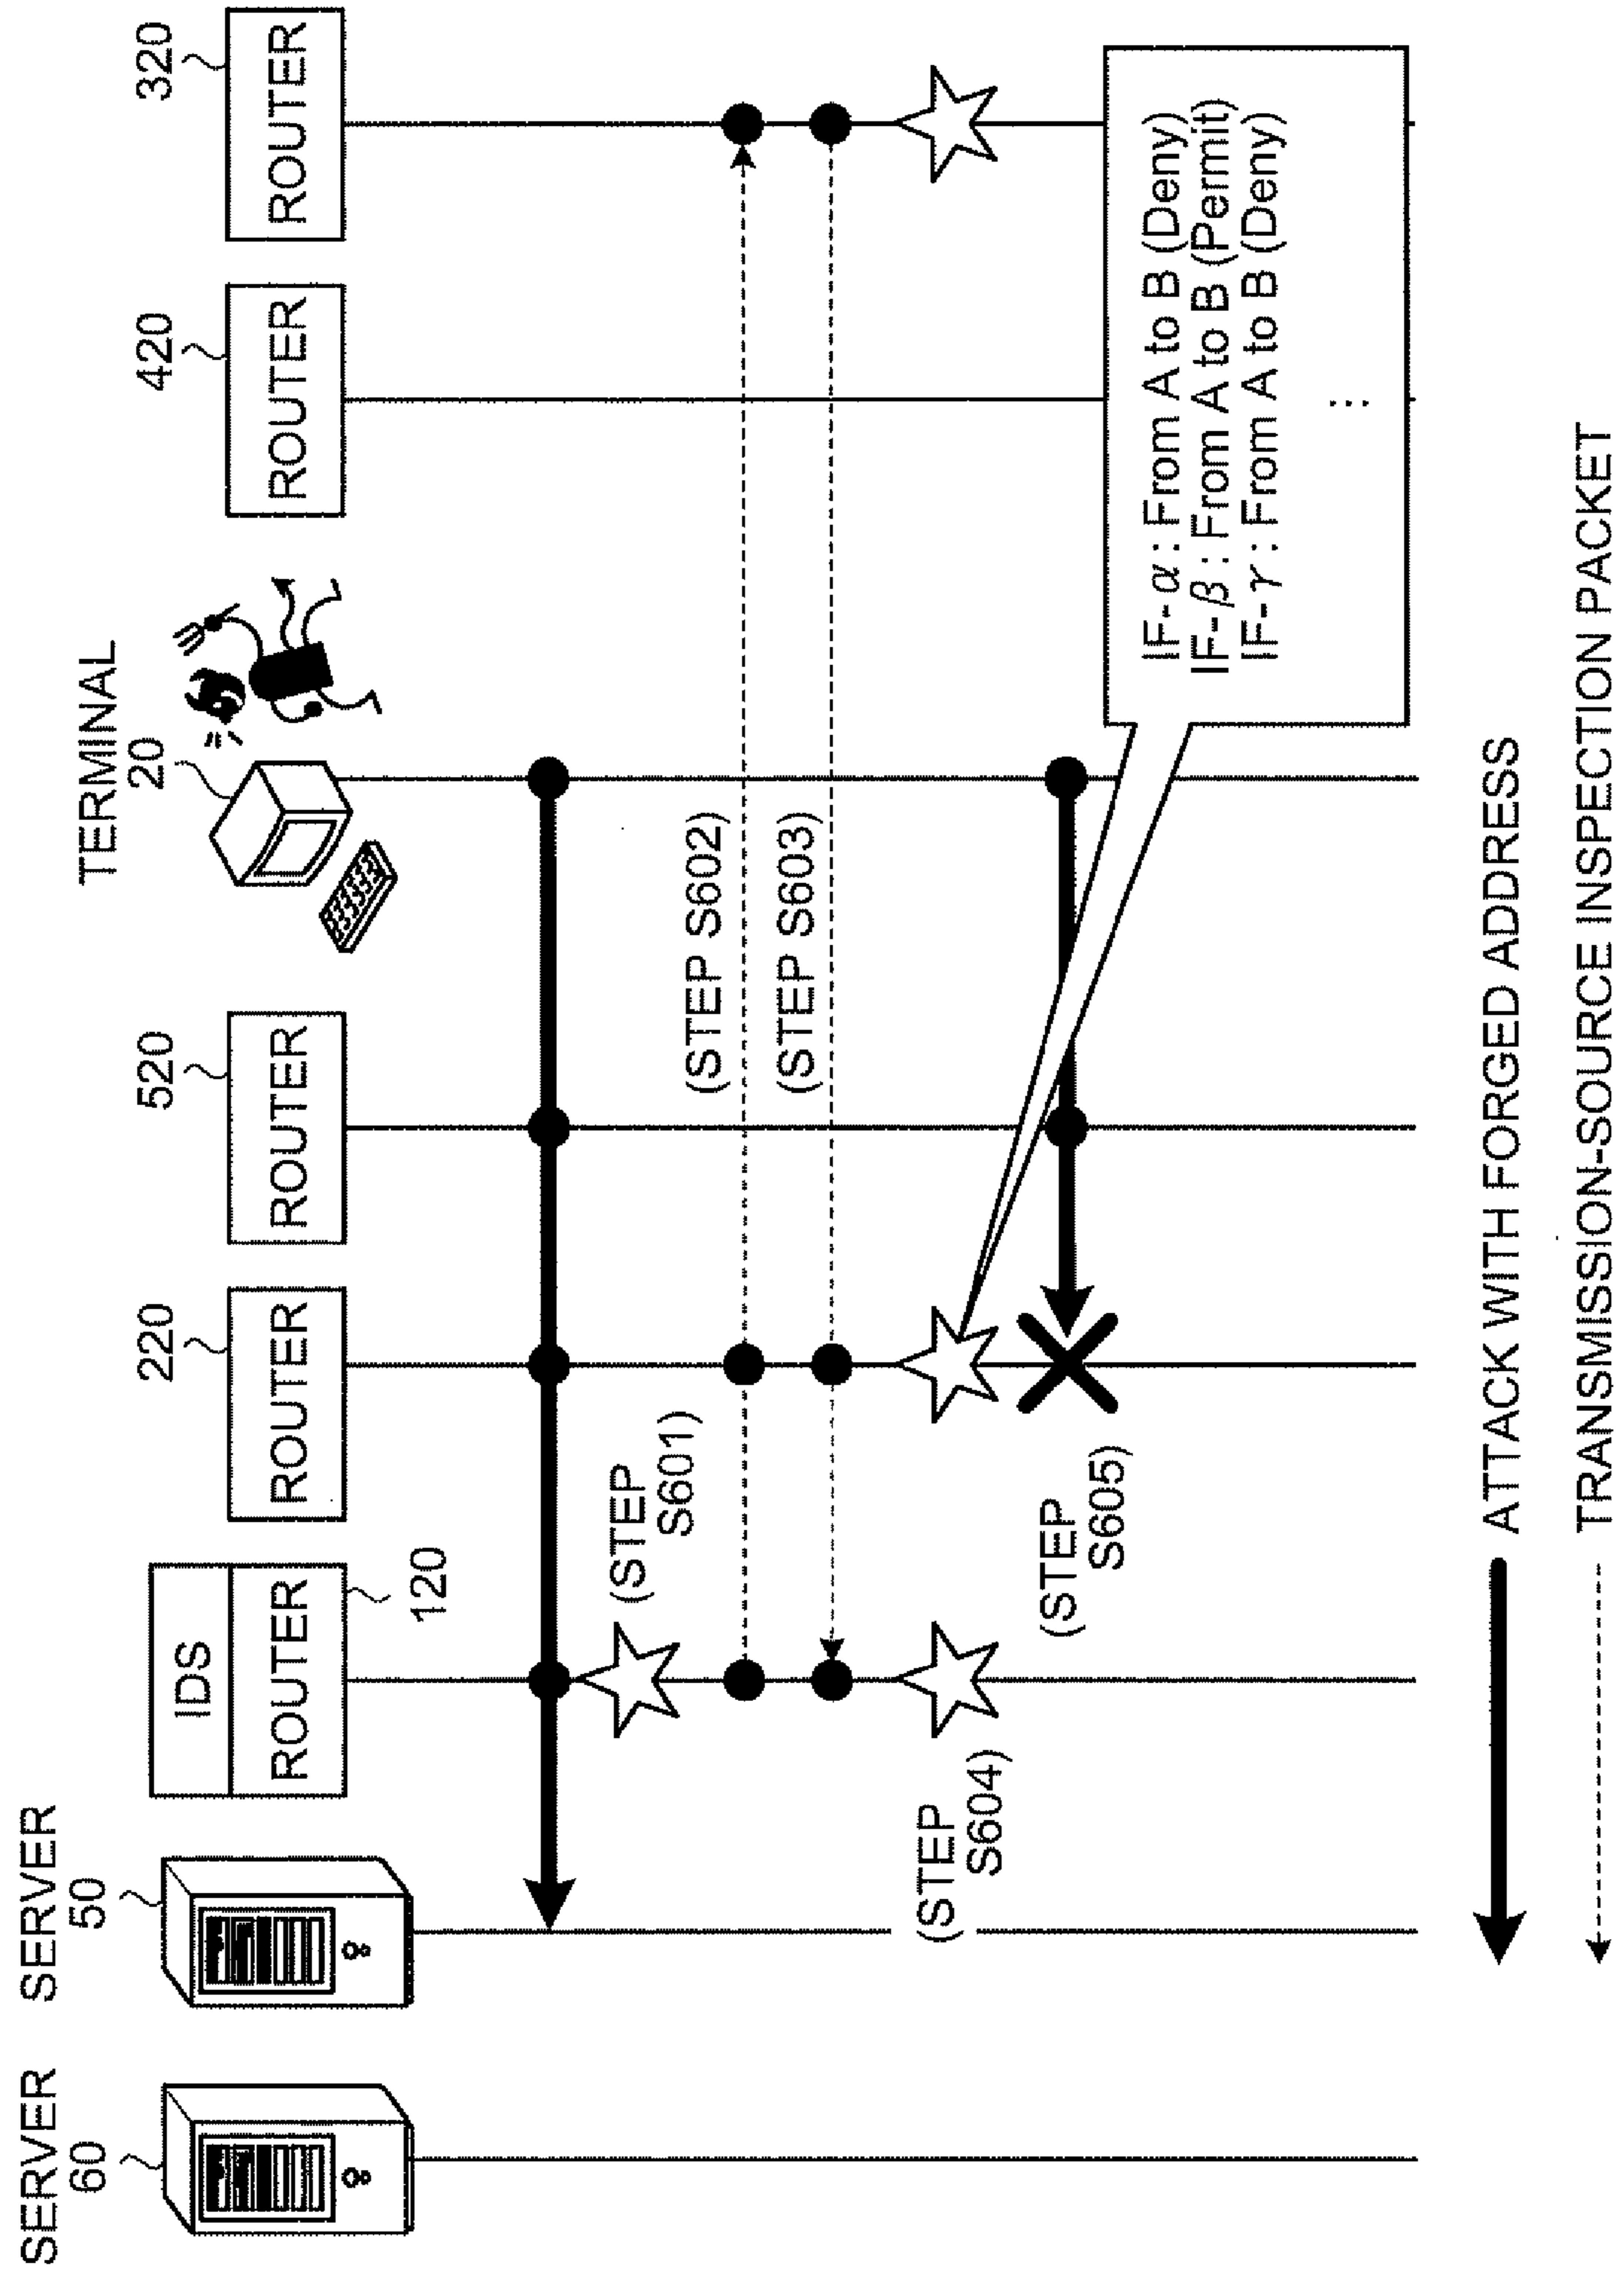 SERVER
60
SERVER
50
IDS
ROUTER
120
220
ROUTER
520
ROUTER
TERMINAL
20
420
ROUTER
320
ROUTER
(STEP
S601)
(STEP S602)
(STEP S603)
(STEP
S604)
(STEP
S605)
IF-α : From A to B (Deny)
IF-β : From A to B (Permit)
IF-γ : From A to B (Deny)
⋮
ATTACK WITH FORGED ADDRESS
TRANSMISSION-SOURCE INSPECTION PACKET